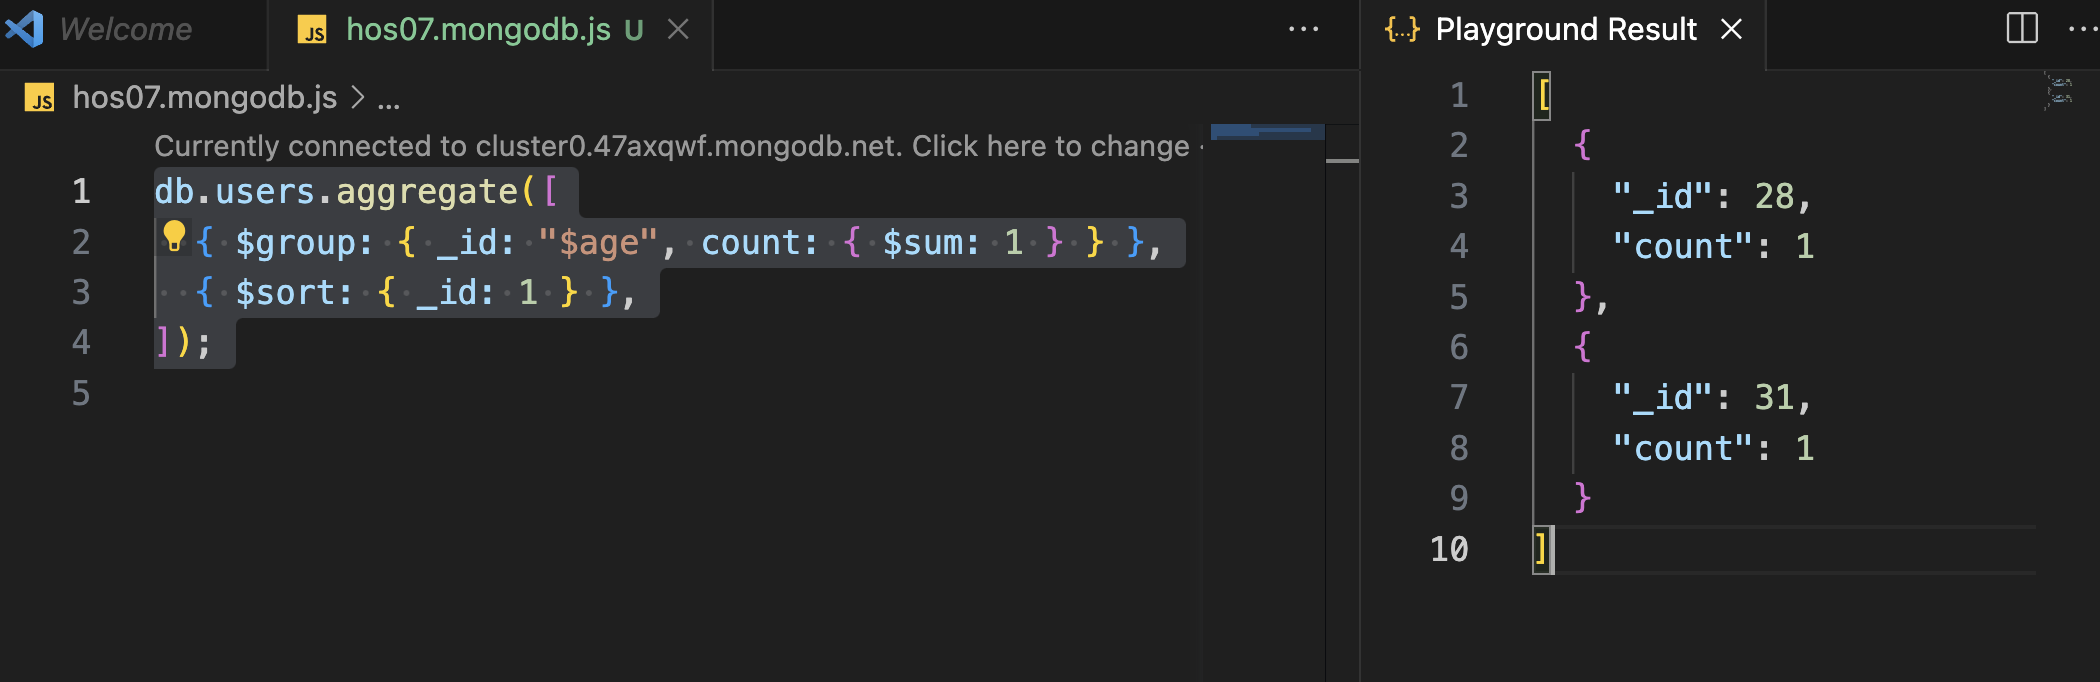 Welcome
JS hos07.mongodb.js U
{..} Playground Result
JS hos07.mongodb.js > ...
Currently connected to cluster0.47axqwf.mongodb.net. Click here to change
1 db.users.aggregate([
2 { $group: { _id: "$age", count: { $sum: 1 } } },
3 { $sort: { _id: 1 } },
4 ]);
5
1 [
2 {
3 "_id": 28,
4 "count": 1
5 },
6 {
7 "_id": 31,
8 "count": 1
9 }
10 ]